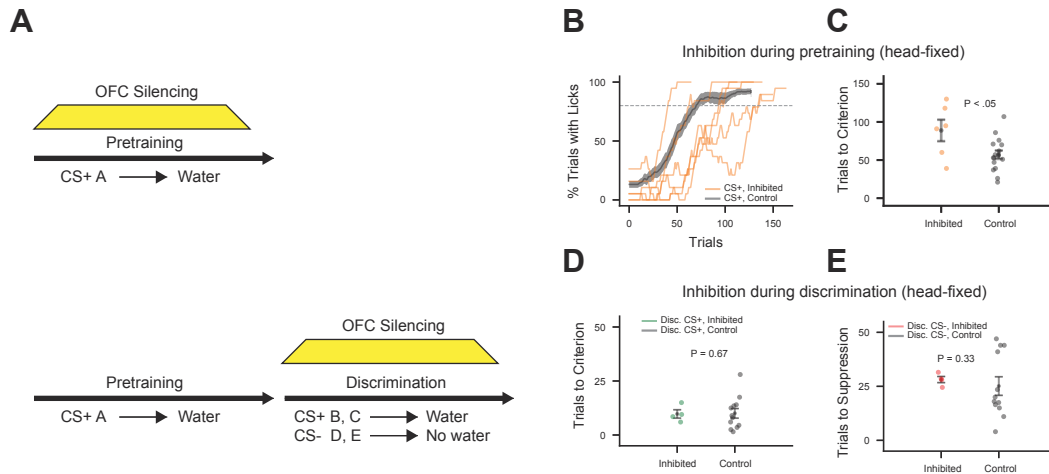 A
OFC Silencing
Pretraining
CS+ A Water
OFC Silencing
Pretraining
Discrimination
CS+ A Water
CS+ B, C Water
CS- D, E No water
B
C
Inhibition during pretraining (head-fixed)
% Trials with Licks
100
50
0
CS+, Inhibited
CS+, Control
0 50 100 150
Trials
Trials to Criterion
150
100
50
0
P < .05
Inhibited Control
D
E
Inhibition during discrimination (head-fixed)
Trials to Criterion
50
25
0
Disc. CS+, Inhibited
Disc. CS+, Control
P = 0.67
Inhibited Control
Trials to Suppression
50
25
0
Disc. CS-, Inhibited
Disc. CS-, Control
P = 0.33
Inhibited Control